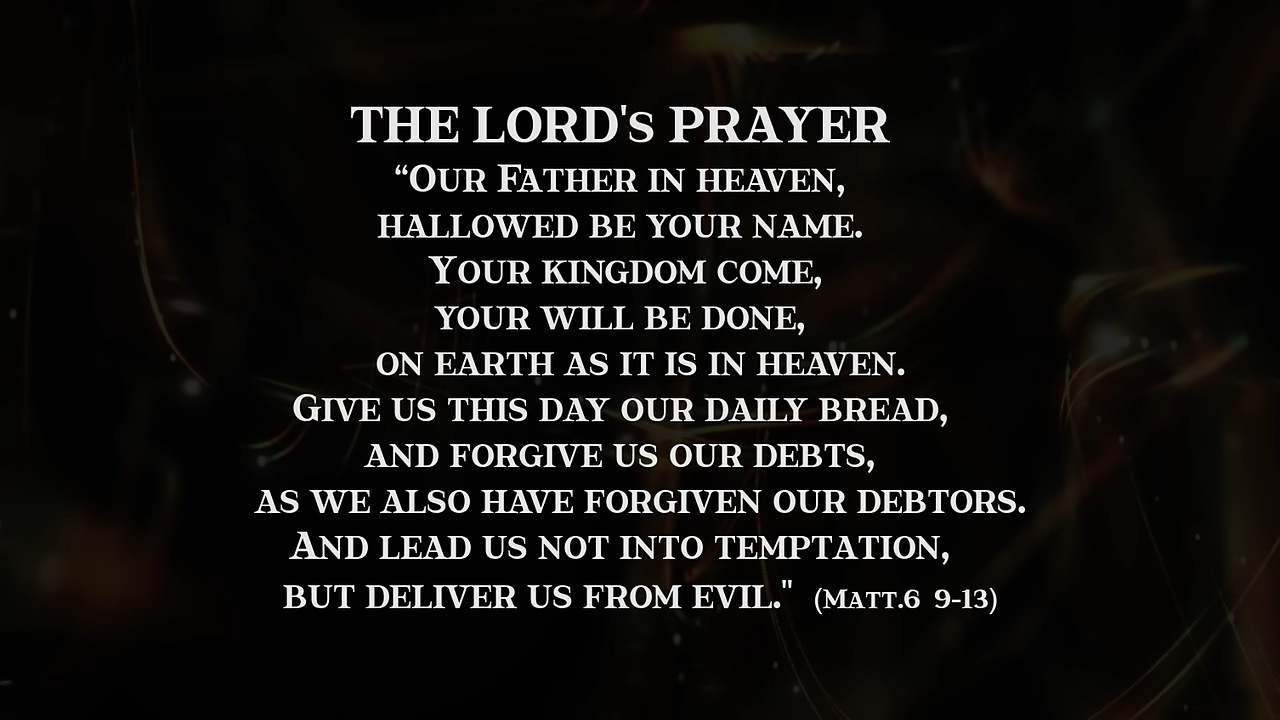 THE LORD's PRAYER
“Our Father in heaven,
hallowed be your name.
Your kingdom come,
your will be done,
on earth as it is in heaven.
Give us this day our daily bread,
and forgive us our debts,
as we also have forgiven our debtors.
And lead us not into temptation,
but deliver us from evil." (Matt.6 9-13)